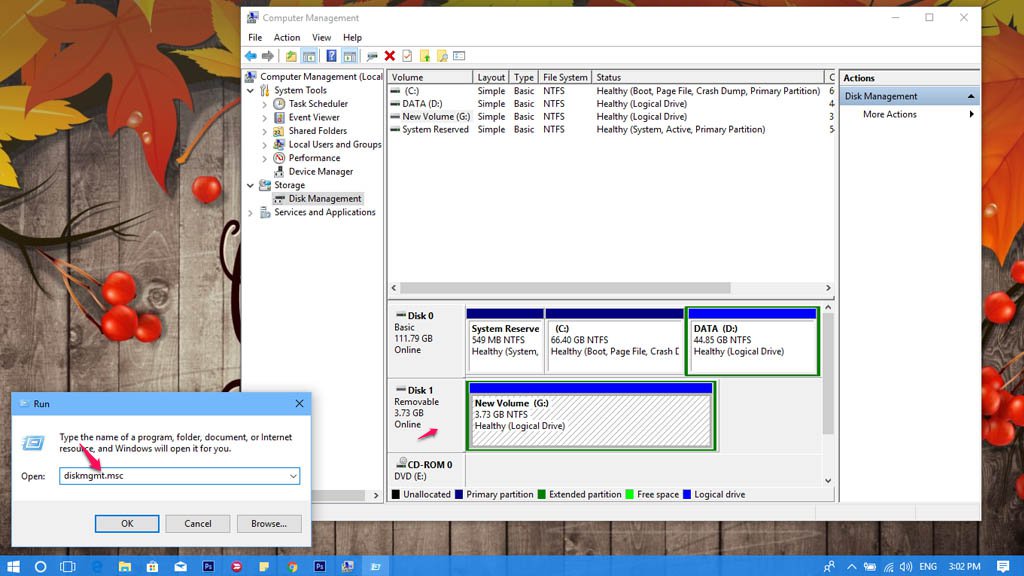 Computer Management
File Action View Help
Computer Management (Local
System Tools
Task Scheduler
Event Viewer
Shared Folders
Local Users and Groups
Performance
Device Manager
Storage
Disk Management
Services and Applications
Volume Layout Type File System Status C
(C:) Simple Basic NTFS Healthy (Boot, Page File, Crash Dump, Primary Partition) 6
DATA (D:) Simple Basic NTFS Healthy (Logical Drive) 4
New Volume (G:) Simple Basic NTFS Healthy (Logical Drive) 3
System Reserved Simple Basic NTFS Healthy (System, Active, Primary Partition) 5
Actions
Disk Management
More Actions
Disk 0
Basic
111.79 GB
Online
System Reserve
549 MB NTFS
Healthy (System,
(C:)
66.40 GB NTFS
Healthy (Boot, Page File, Crash D
DATA (D:)
44.85 GB NTFS
Healthy (Logical Drive)
Disk 1
Removable
3.73 GB
Online
New Volume (G:)
3.73 GB NTFS
Healthy (Logical Drive)
CD-ROM 0
DVD (E:)
Unallocated Primary partition Extended partition Free space Logical drive
Run
Type the name of a program, folder, document, or Internet
resource, and Windows will open it for you.
Open: diskmgmt.msc
OK Cancel Browse...
Ps Ps ENG 3:02 PM